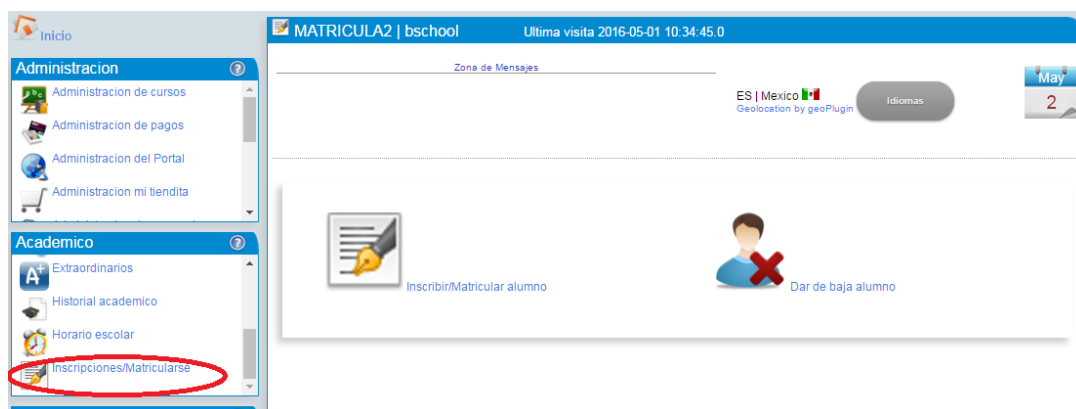 Inicio
Administracion
Administracion de cursos
Administracion de pagos
Administracion del Portal
Administracion mi tiendita
Academico
A+
Extraordinarios
Historial academico
Horario escolar
Inscripciones/Matricularse
MATRICULA2 | bschool Ultima visita 2016-05-01 10:34:45.0
Zona de Mensajes
ES | Mexico
Geolocation by geoPlugin
Idiomas
May
2
Inscribir/Matricular alumno
Dar de baja alumno